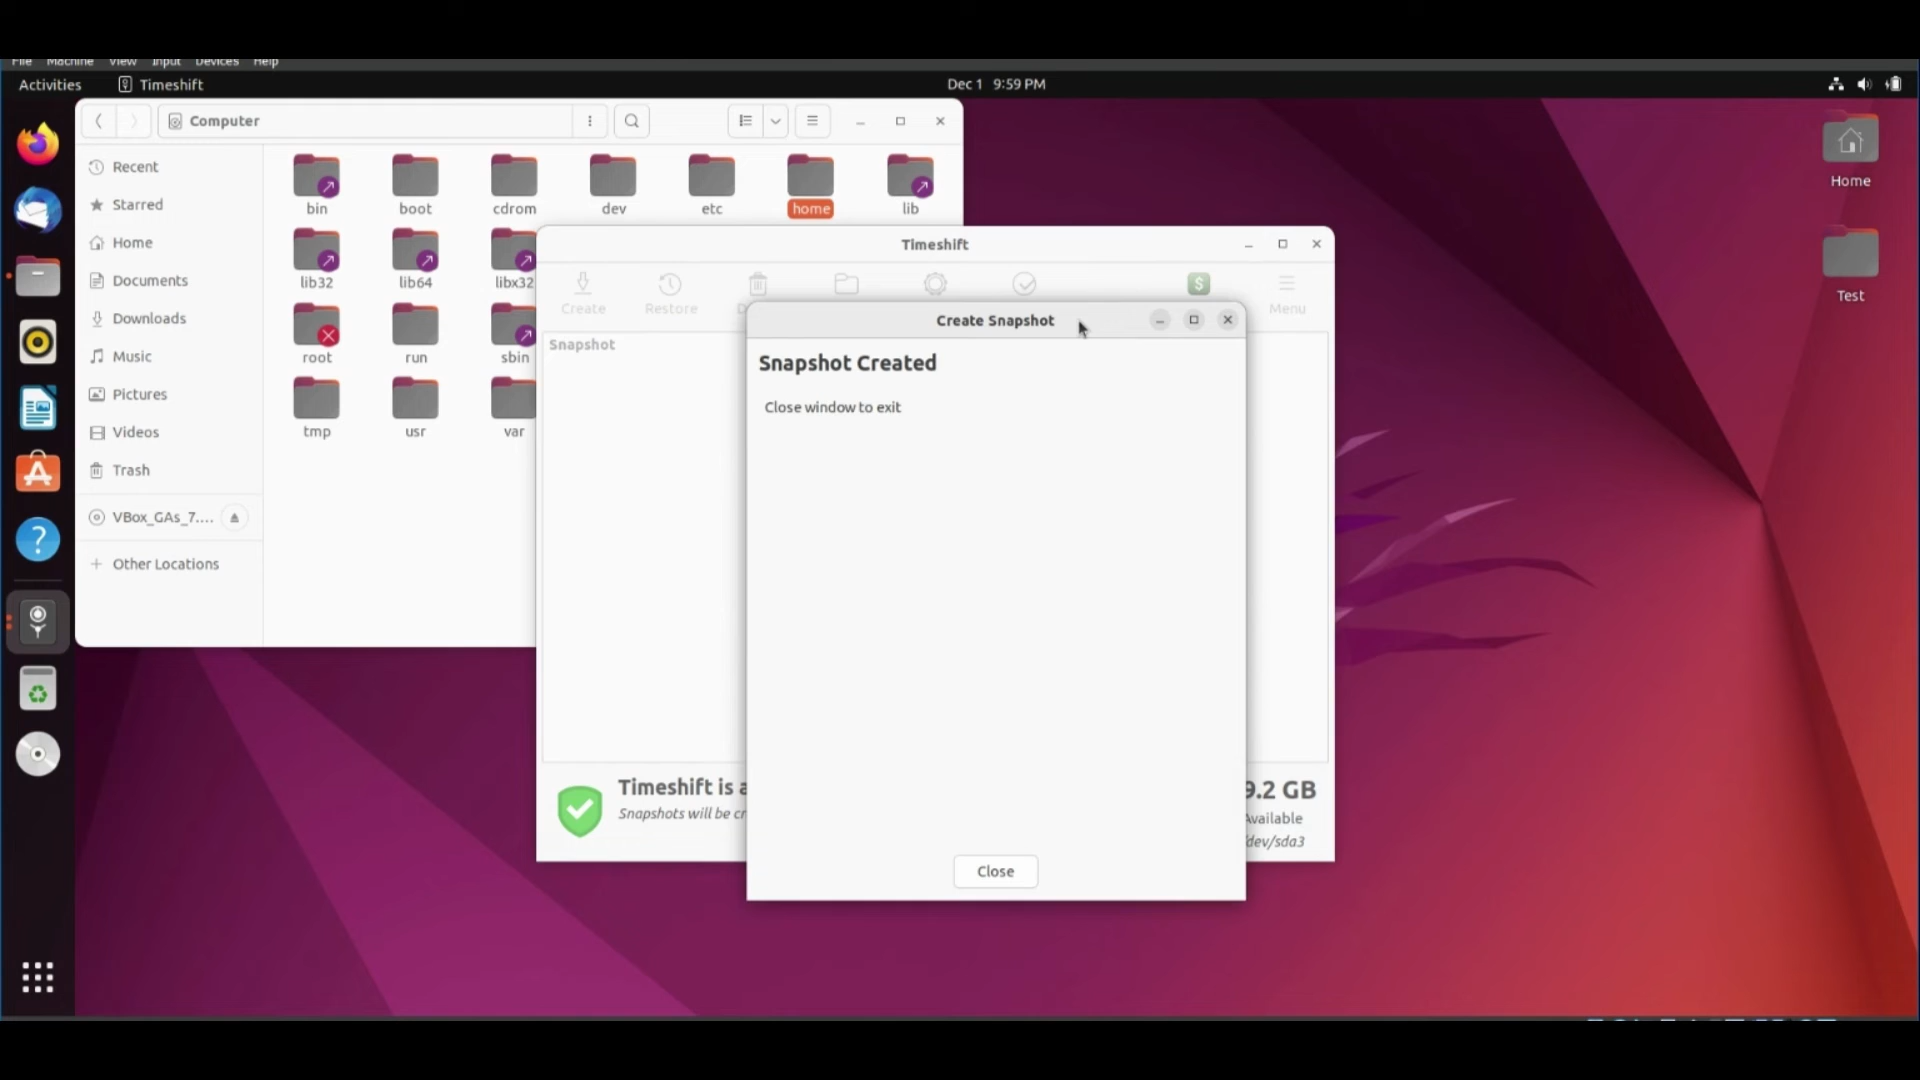 File Machine View Input Devices Help
Activities Timeshift Dec 1 9:59 PM
Computer
Recent
Starred
Home
Documents
Downloads
Music
Pictures
Videos
Trash
VBox_GAs_7....
Other Locations
bin boot cdrom dev etc home lib
lib32 lib64 libx32
root run sbin
tmp usr var
Timeshift
Create Restore Menu
Snapshot
Create Snapshot
Snapshot Created
Close window to exit
Close
Timeshift is a
Snapshots will be cr
9.2 GB
Available
/dev/sda3
Home
Test